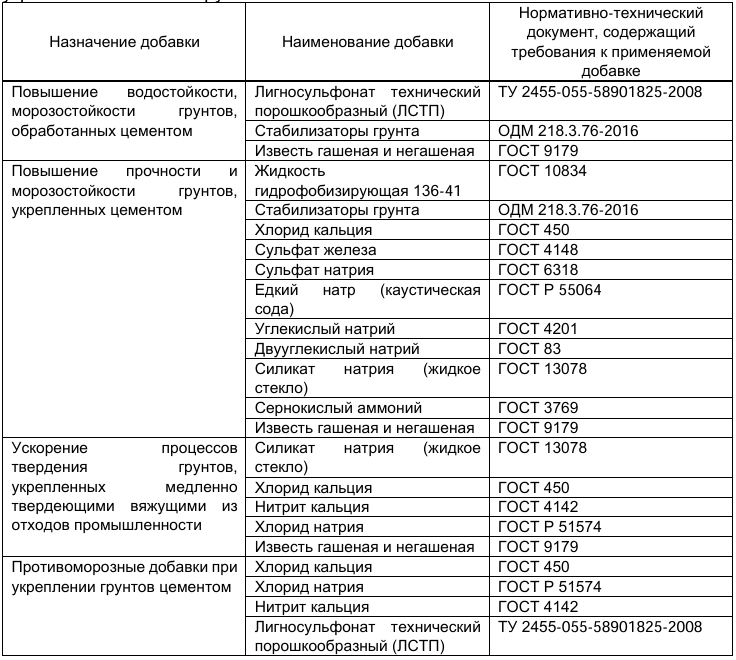 Назначение добавки
Наименование добавки
Нормативно-технический
документ, содержащий
требования к применяемой
добавке
Повышение водостойкости,
морозостойкости грунтов,
обработанных цементом
Лигносульфонат технический
порошкообразный (ЛСТП)
ТУ 2455-055-58901825-2008
Стабилизаторы грунта
ОДМ 218.3.76-2016
Известь гашеная и негашеная
ГОСТ 9179
Повышение прочности и
морозостойкости грунтов,
укрепленных цементом
Жидкость
гидрофобизирующая 136-41
ГОСТ 10834
Стабилизаторы грунта
ОДМ 218.3.76-2016
Хлорид кальция
ГОСТ 450
Сульфат железа
ГОСТ 4148
Сульфат натрия
ГОСТ 6318
Едкий натр (каустическая
сода)
ГОСТ Р 55064
Углекислый натрий
ГОСТ 4201
Двууглекислый натрий
ГОСТ 83
Силикат натрия (жидкое
стекло)
ГОСТ 13078
Сернокислый аммоний
ГОСТ 3769
Известь гашеная и негашеная
ГОСТ 9179
Ускорение процессов
твердения грунтов,
укрепленных медленно
твердеющими вяжущими из
отходов промышленности
Силикат натрия (жидкое
стекло)
ГОСТ 13078
Хлорид кальция
ГОСТ 450
Нитрит кальция
ГОСТ 4142
Хлорид натрия
ГОСТ Р 51574
Известь гашеная и негашеная
ГОСТ 9179
Противоморозные добавки при
укреплении грунтов цементом
Хлорид кальция
ГОСТ 450
Хлорид натрия
ГОСТ Р 51574
Нитрит кальция
ГОСТ 4142
Лигносульфонат технический
порошкообразный (ЛСТП)
ТУ 2455-055-58901825-2008